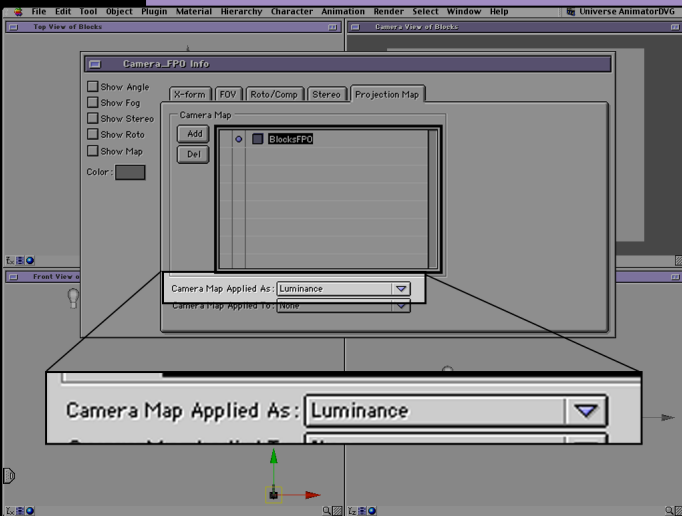 File Edit Tool Object Plugin Material Hierarchy Character Animation Render Select Window Help Universe AnimatorDVG
Top View of Blocks
Camera View of Blocks
Camera_FPO Info
Show Angle
Show Fog
Show Stereo
Show Roto
Show Map
Color:
X-form FOV Roto/Comp Stereo Projection Map
Camera Map
Add
Del
BlocksFPO
Camera Map Applied As: Luminance
Camera Map Applied To: None
Front View o
Camera Map Applied As: Luminance